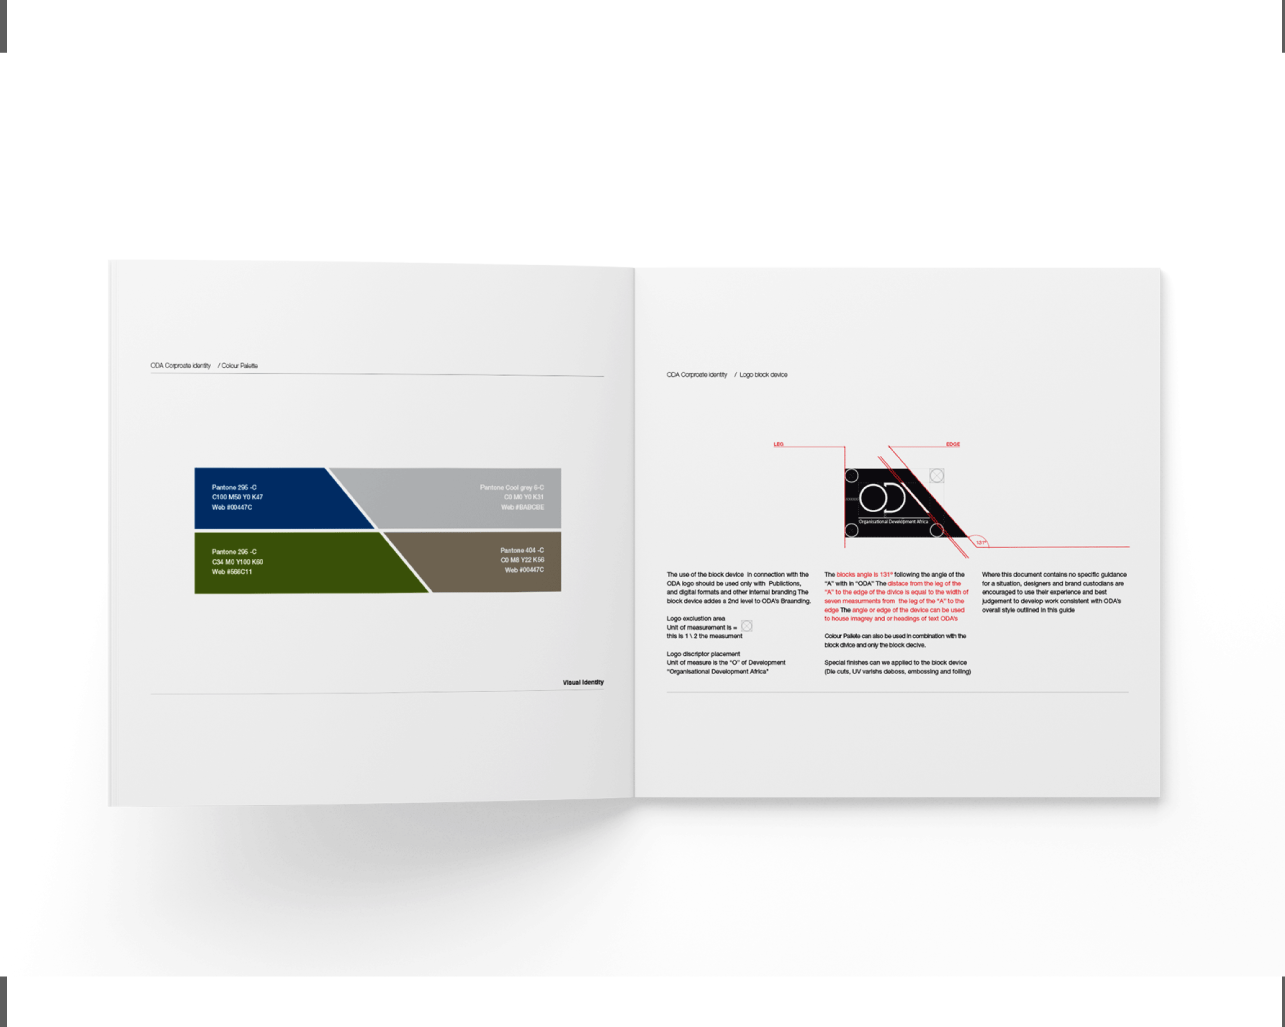 ODA Corproate identity / Colour Palette
Pantone 295 -C
C100 M50 Y0 K47
Web #00447C
Pantone Cool grey 6-C
C0 M0 Y0 K31
Web #BABCBE
Pantone 295 -C
C34 M0 Y100 K60
Web #566C11
Pantone 404 -C
C0 M8 Y22 K56
Web #00447C
Visual Identity
ODA Corproate identity / Logo block device
LEG
EDGE
Organisational Development Africa
131º
The use of the block device in connection with the
ODA logo should be used only with Publictions,
and digital formats and other internal branding The
block device addes a 2nd level to ODA's Braanding.
Logo exclustion area
Unit of measurement is =
this is 1 \ 2 the measument
Logo discriptor placement
Unit of measure is the "O" of Development
"Organisational Development Africa"
The blocks angle is 131º following the angle of the
"A" with in "ODA" The distace from the leg of the
"A" to the edge of the divice is equal to the width of
seven measurments from the leg of the "A" to the
edge The angle or edge of the device can be used
to house imagrey and or headings of text ODA's
Colour Pallete can also be used in combination with the
block divice and only the block decive.
Special finishes can we applied to the block device
(Die cuts, UV varishs deboss, embossing and foiling)
Where this document contains no specific guidance
for a situation, designers and brand custodians are
encouraged to use their experience and best
judgement to develop work consistent with ODA's
overall style outlined in this guide